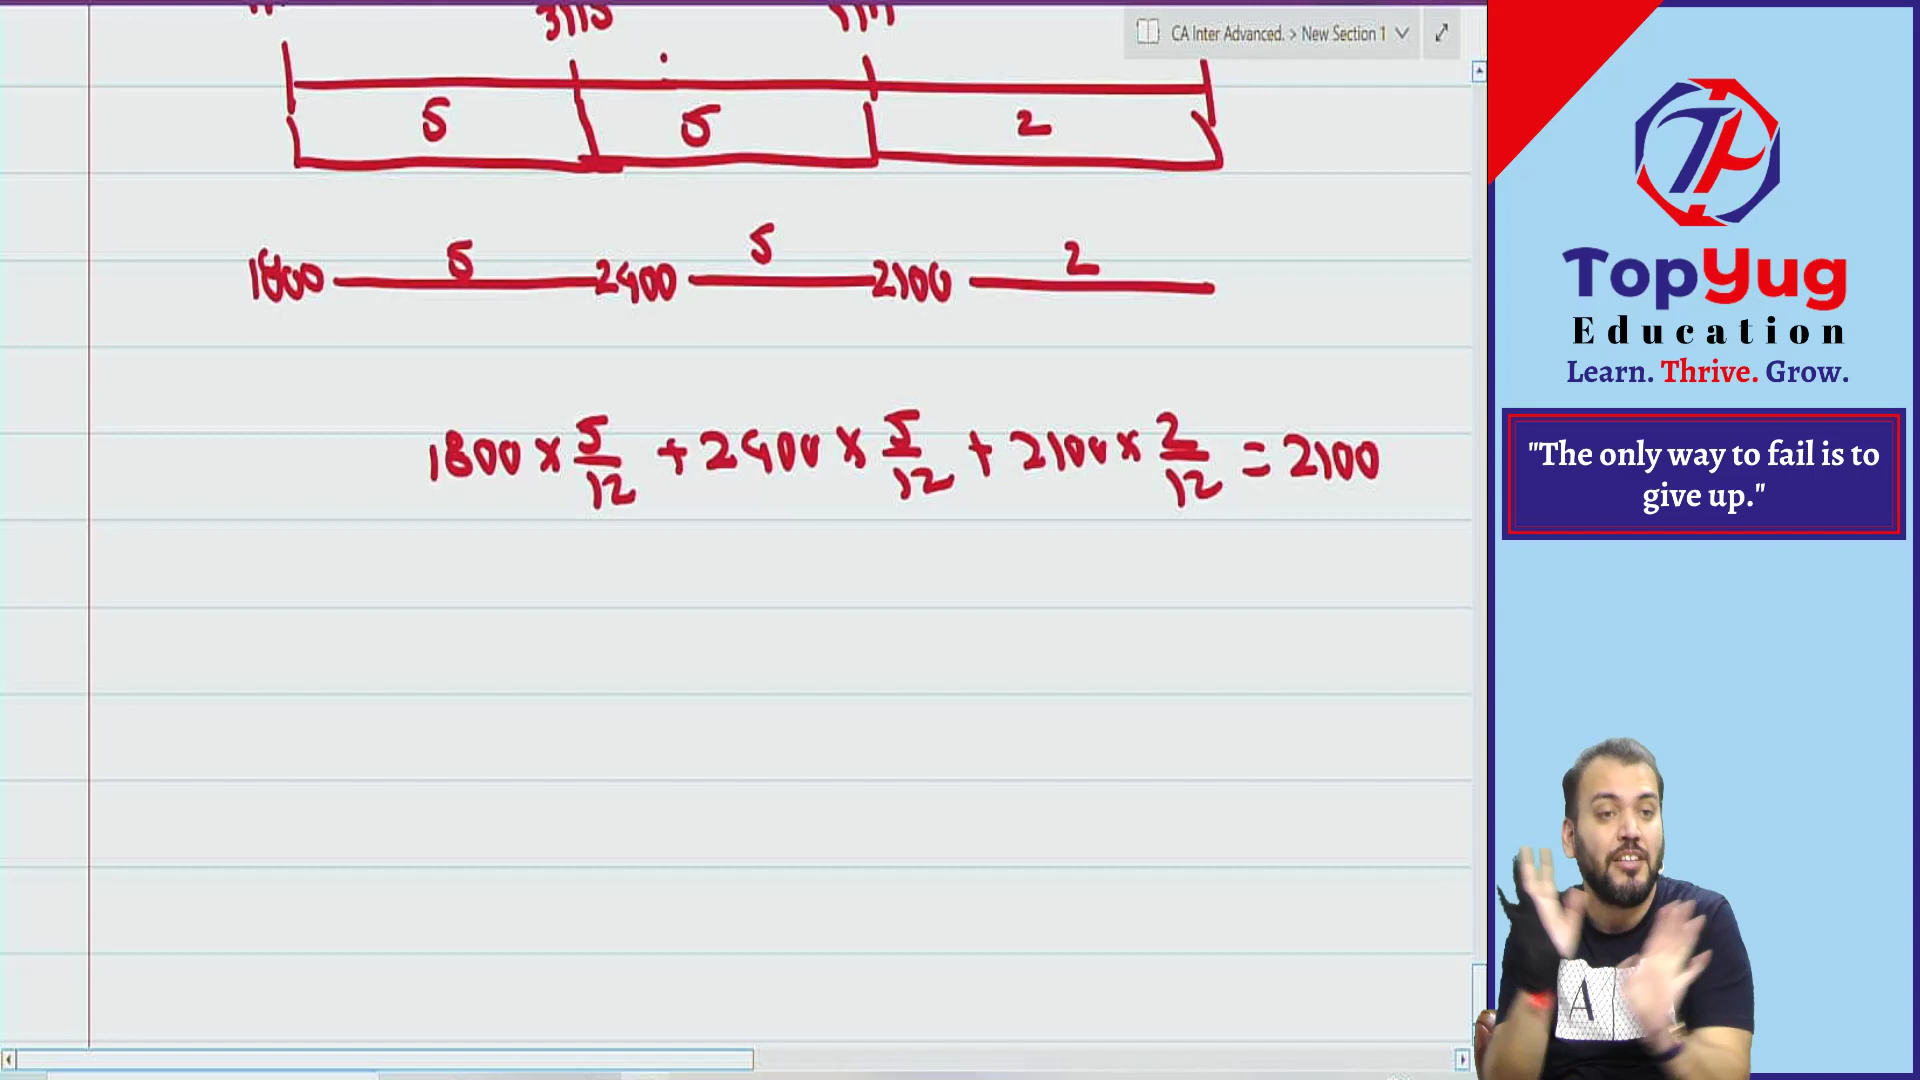 31/5
CA Inter Advanced. > New Section 1
5 5 2
1800 5 2400 5 2100 2
1800 × 5/12 + 2400 × 5/12 + 2100 × 2/12 = 2100
TopYug
Education
Learn. Thrive. Grow.
"The only way to fail is to
give up."
A